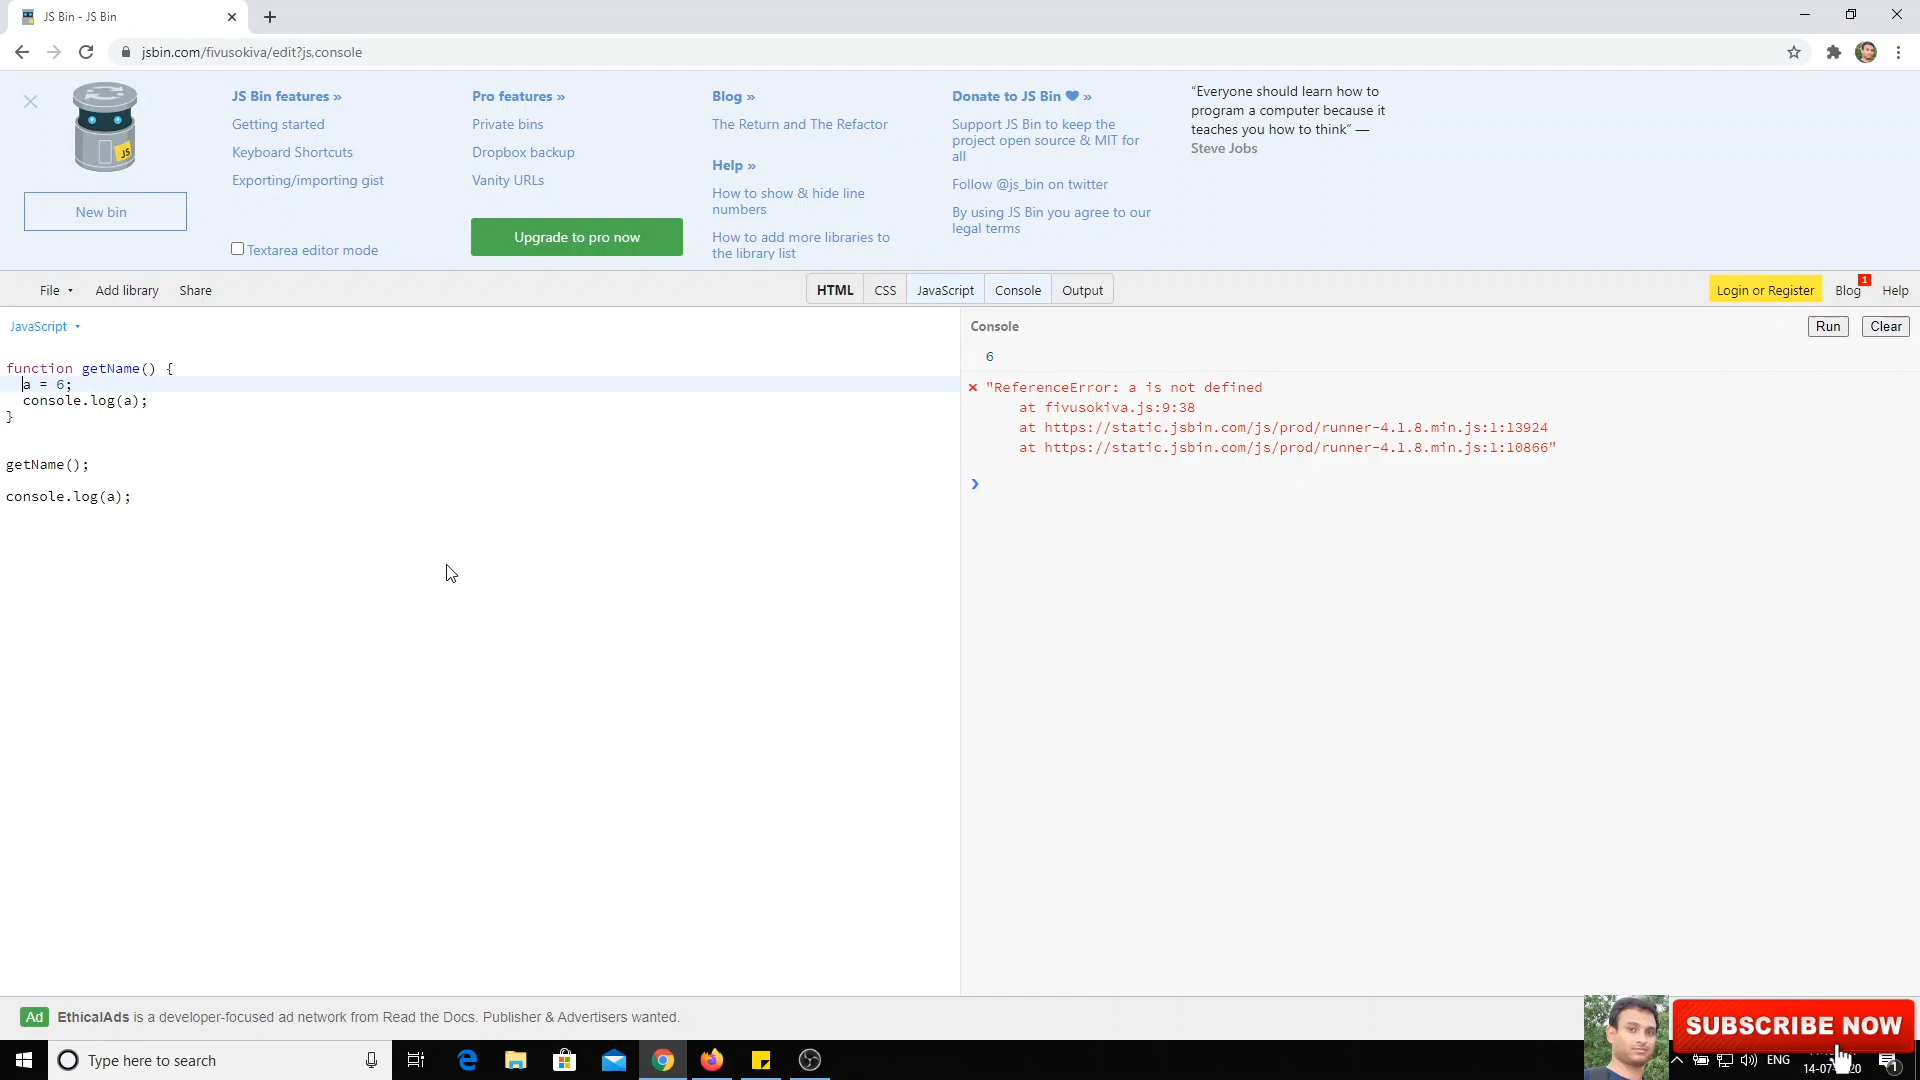 JS Bin - JS Bin
jsbin.com/fivusokiva/edit?js,console
JS
New bin
JS Bin features »
Getting started
Keyboard Shortcuts
Exporting/importing gist
Textarea editor mode
Pro features »
Private bins
Dropbox backup
Vanity URLs
Upgrade to pro now
Blog »
The Return and The Refactor
Help »
How to show & hide line
numbers
How to add more libraries to
the library list
Donate to JS Bin ❤ »
Support JS Bin to keep the
project open source & MIT for
all
Follow @js_bin on twitter
By using JS Bin you agree to our
legal terms
“Everyone should learn how to
program a computer because it
teaches you how to think” —
Steve Jobs
File Add library Share HTML CSS JavaScript Console Output Login or Register Blog 1 Help
JavaScript
function getName() {
a = 6;
console.log(a);
}
getName();
console.log(a);
Console Run Clear
6
× "ReferenceError: a is not defined
at fivusokiva.js:9:38
at https://static.jsbin.com/js/prod/runner-4.1.8.min.js:1:13924
at https://static.jsbin.com/js/prod/runner-4.1.8.min.js:1:10866"
Ad EthicalAds is a developer-focused ad network from Read the Docs. Publisher & Advertisers wanted.
SUBSCRIBE NOW
Type here to search
ENG
1